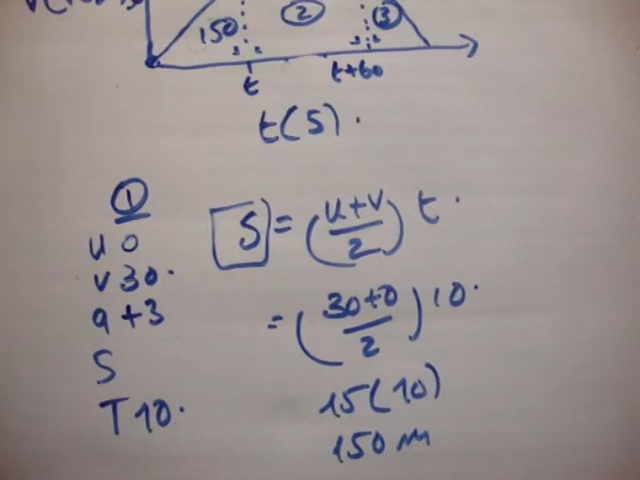 150 ② ③
t t+60
t(S).
①
u 0
v 30.
a +3
S
T 10.
S = (u+v/2) t.
= (30+0/2) 10.
15(10)
150 m